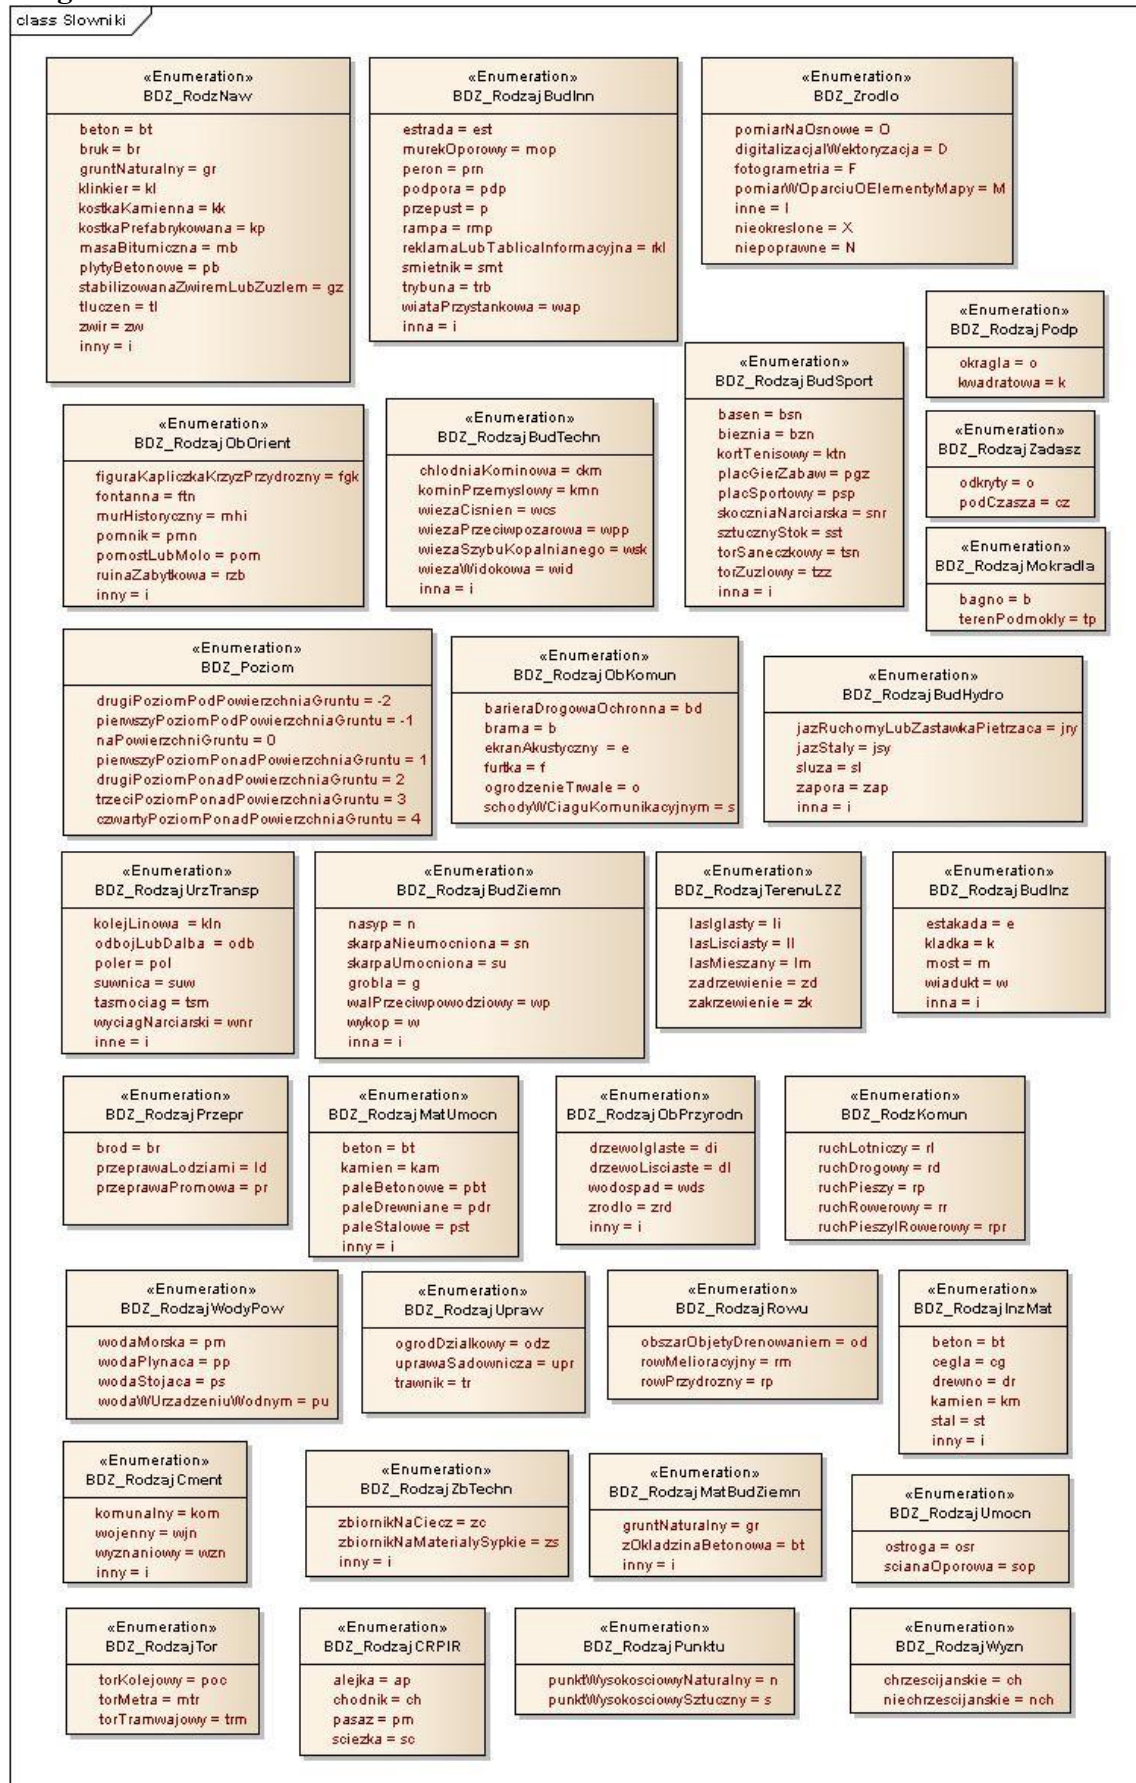 class Slowniki
«Enumeration»
BDZ_RodzNaw
beton = bt
bruk = br
gruntNaturalny = gr
klinkier = kl
kostkaKamienna = kk
kostkaPrefabrykowana = kp
masaBitumiczna = mb
plytyBetonowe = pb
stabilizowanaZwiremLubZuzlem = gz
tluczen = tl
zwir = zw
inny = i
«Enumeration»
BDZ_RodzajBudInn
estrada = est
murekOporowy = mop
peron = prn
podpora = pdp
przepust = p
rampa = rmp
reklamaLubTablicaInformacyjna = rkl
smietnik = smt
trybuna = trb
wiataPrzystankowa = wap
inna = i
«Enumeration»
BDZ_Zrodlo
pomiarNaOsnowe = O
digitalizacjaIWektoryzacja = D
fotogrametria = F
pomiarWOparciuOElementyMapy = M
inne = I
nieokreslone = X
niepoprawne = N
«Enumeration»
BDZ_RodzajPodp
okragla = o
kwadratowa = k
«Enumeration»
BDZ_RodzajObOrient
figuraKapliczkaKrzyzPrzydrozny = fgk
fontanna = ftn
murHistoryczny = mhi
pomnik = pmn
pomostLubMolo = pom
ruinaZabytkowa = rzb
inny = i
«Enumeration»
BDZ_RodzajBudTechn
chlodniaKominowa = ckm
kominPrzemyslowy = kmn
wiezaCisnien = wcs
wiezaPrzeciwpozarowa = wpp
wiezaSzybuKopalnianego = wsk
wiezaWidokowa = wid
inna = i
«Enumeration»
BDZ_RodzajBudSport
basen = bsn
bieznia = bzn
kortTenisowy = ktn
placGierZabaw = pgz
placSportowy = psp
skoczniaNarciarska = snr
sztucznyStok = sst
torSaneczkowy = tsn
torZuzlowy = tzz
inna = i
«Enumeration»
BDZ_RodzajZadasz
odkryty = o
podCzasza = cz
«Enumeration»
BDZ_RodzajMokradla
bagno = b
terenPodmokly = tp
«Enumeration»
BDZ_Poziom
drugiPoziomPodPowierzchniaGruntu = -2
pierwszyPoziomPodPowierzchniaGruntu = -1
naPowierzchniGruntu = 0
pierwszyPoziomPonadPowierzchniaGruntu = 1
drugiPoziomPonadPowierzchniaGruntu = 2
trzeciPoziomPonadPowierzchniaGruntu = 3
czwartyPoziomPonadPowierzchniaGruntu = 4
«Enumeration»
BDZ_RodzajObKomun
barieraDrogowaOchronna = bd
brama = b
ekranAkustyczny = e
furtka = f
ogrodzenieTrwale = o
schodyWCiaguKomunikacyjnym = s
«Enumeration»
BDZ_RodzajBudHydro
jazRuchomyLubZastawkaPietrzaca = jry
jazStaly = jsy
sluza = sl
zapora = zap
inna = i
«Enumeration»
BDZ_RodzajUrzTransp
kolejLinowa = kln
odbojLubDalba = odb
poler = pol
suwnica = suw
tasmociag = tsm
wyciagNarciarski = wnr
inne = i
«Enumeration»
BDZ_RodzajBudZiemn
nasyp = n
skarpaNieumocniona = sn
skarpaUmocniona = su
grobla = g
walPrzeciwpowodziowy = wp
wykop = w
inna = i
«Enumeration»
BDZ_RodzajTerenuLZZ
lasIglasty = li
lasLisciasty = ll
lasMieszany = lm
zadrzewienie = zd
zakrzewienie = zk
«Enumeration»
BDZ_RodzajBudInz
estakada = e
kladka = k
most = m
wiadukt = w
inna = i
«Enumeration»
BDZ_RodzajPrzepr
brod = br
przeprawaLodziami = ld
przeprawaPromowa = pr
«Enumeration»
BDZ_RodzajMatUmocn
beton = bt
kamien = kam
paleBetonowe = pbt
paleDrewniane = pdr
paleStalowe = pst
inny = i
«Enumeration»
BDZ_RodzajObPrzyrodn
drzewoIglaste = di
drzewoLisciaste = dl
wodospad = wds
zrodlo = zrd
inny = i
«Enumeration»
BDZ_RodzKomun
ruchLotniczy = rl
ruchDrogowy = rd
ruchPieszy = rp
ruchRowerowy = rr
ruchPieszyIRowerowy = rpr
«Enumeration»
BDZ_RodzajWodyPow
wodaMorska = pm
wodaPlynaca = pp
wodaStojaca = ps
wodaWUrzadzeniuWodnym = pu
«Enumeration»
BDZ_RodzajUpraw
ogrodDzialkowy = odz
uprawaSadownicza = upr
trawnik = tr
«Enumeration»
BDZ_RodzajRowu
obszarObjetyDrenowaniem = od
rowMelioracyjny = rm
rowPrzydrozny = rp
«Enumeration»
BDZ_RodzajInzMat
beton = bt
cegla = cg
drewno = dr
kamien = km
stal = st
inny = i
«Enumeration»
BDZ_RodzajCment
komunalny = kom
wojenny = wjn
wyznaniowy = wzn
inny = i
«Enumeration»
BDZ_RodzajZbTechn
zbiornikNaCiecz = zc
zbiornikNaMaterialySypkie = zs
inny = i
«Enumeration»
BDZ_RodzajMatBudZiemn
gruntNaturalny = gr
zOkladzinaBetonowa = bt
inny = i
«Enumeration»
BDZ_RodzajUmocn
ostroga = osr
scianaOporowa = sop
«Enumeration»
BDZ_RodzajTor
torKolejowy = poc
torMetra = mtr
torTramwajowy = trm
«Enumeration»
BDZ_RodzajCRPIR
alejka = ap
chodnik = ch
pasaz = pm
sciezka = sc
«Enumeration»
BDZ_RodzajPunktu
punktWysokosciowyNaturalny = n
punktWysokosciowySztuczny = s
«Enumeration»
BDZ_RodzajWyzn
chrzescijanskie = ch
niechrzescijanskie = nch